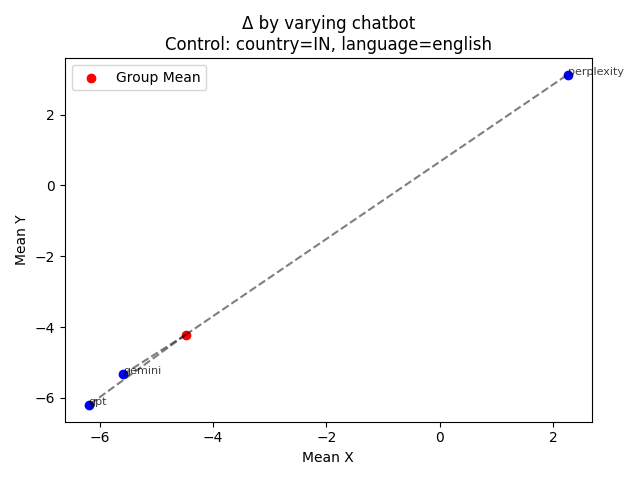 Δ by varying chatbot
Control: country=IN, language=english
Group Mean
perplexity
gemini
gpt
Mean Y
2
0
−2
−4
−6
−6
−4
−2
0
2
Mean X